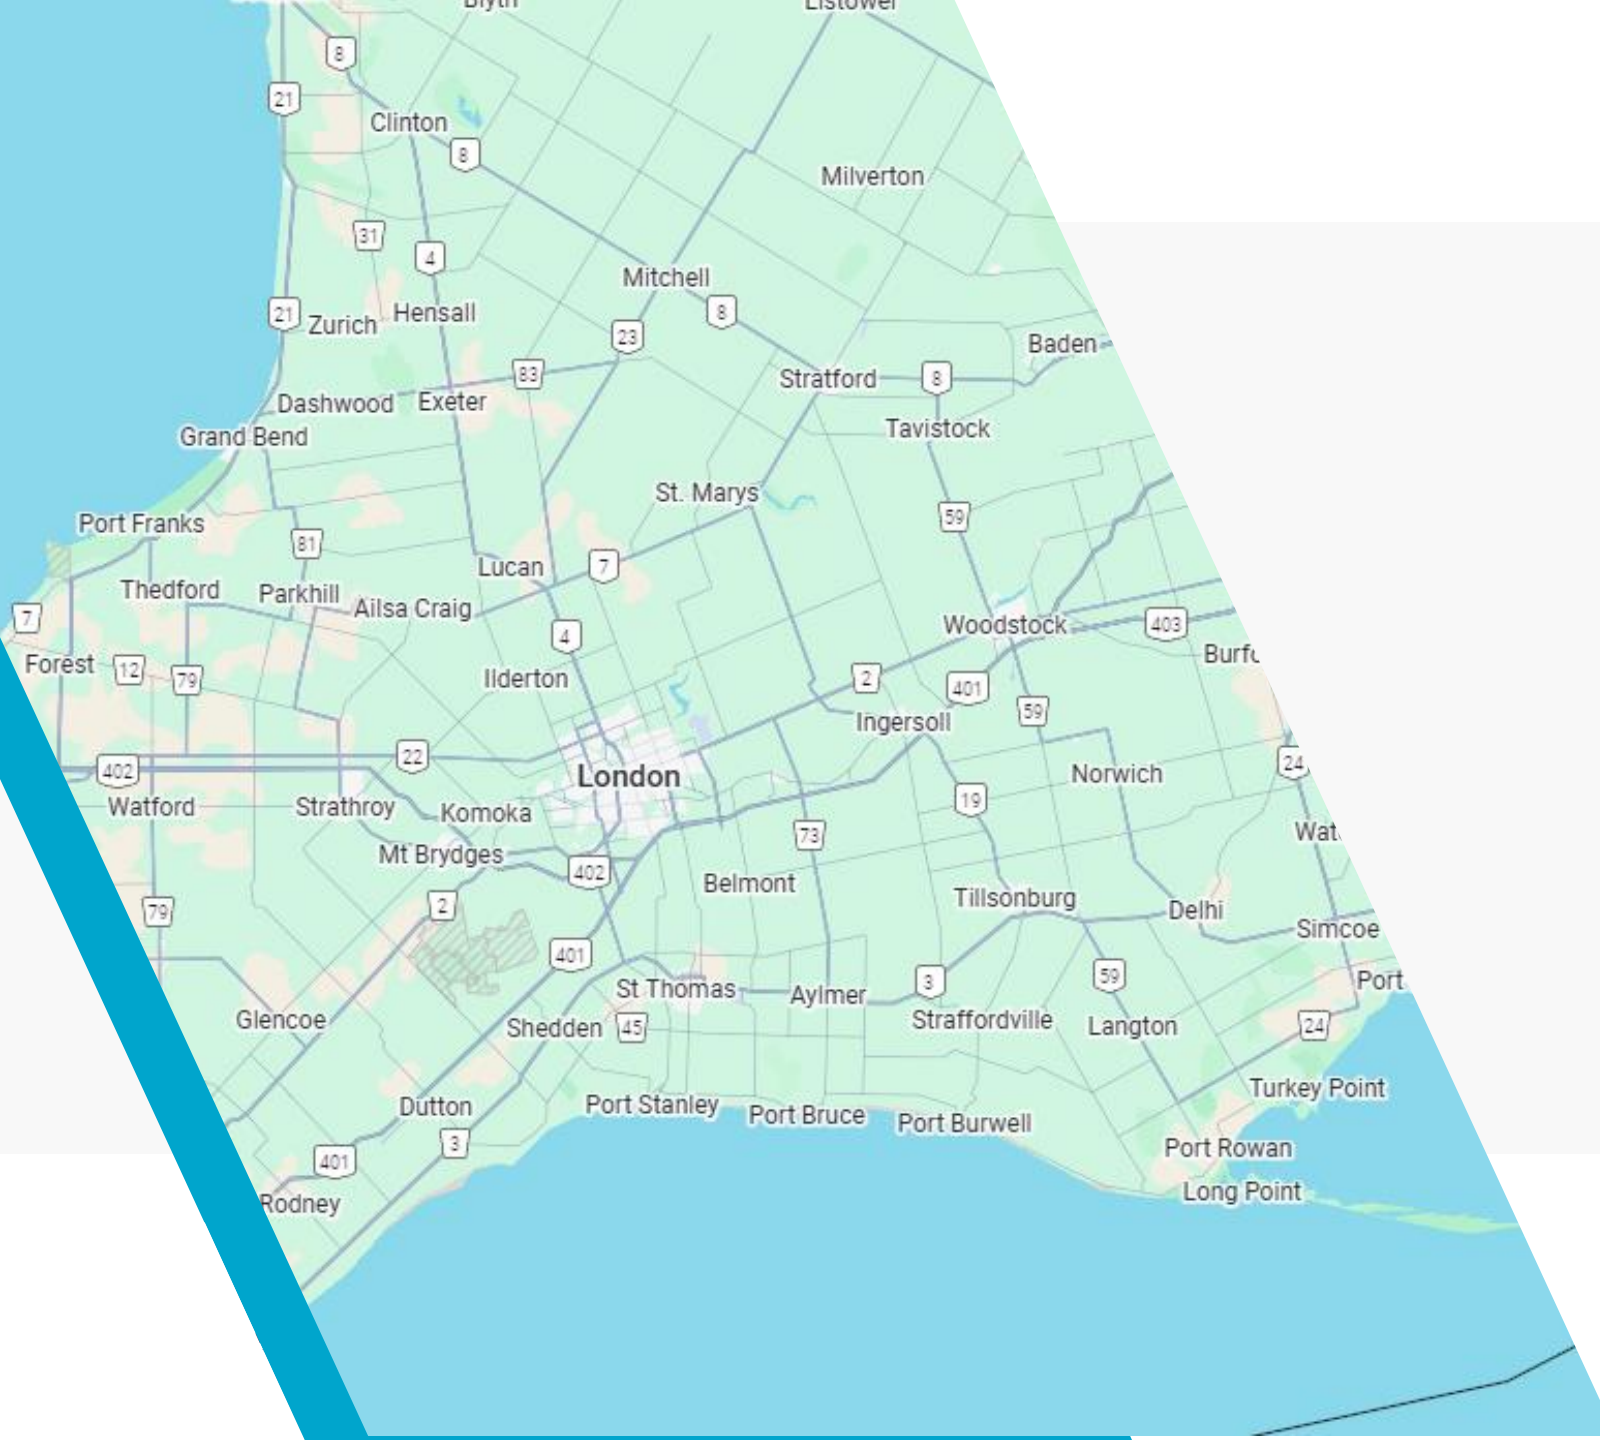 Blyth
Listowel
8
21
Clinton
8
Milverton
31
4
Mitchell
21
Zurich
Hensall
8
23
Baden
83
Stratford
8
Dashwood
Exeter
Tavistock
Grand Bend
St. Marys
59
Port Franks
81
Lucan
7
Thedford
Parkhill
Ailsa Craig
7
4
Woodstock
403
Forest
12
79
Ilderton
2
401
59
Ingersoll
22
402
London
Norwich
24
Watford
Strathroy
Komoka
19
73
Wat
Mt Brydges
402
Belmont
Tillsonburg
2
79
Delhi
Simcoe
401
St Thomas
Aylmer
3
59
Port
Glencoe
Shedden
45
Straffordville
Langton
24
Turkey Point
Dutton
Port Stanley
Port Bruce
Port Burwell
3
401
Port Rowan
Rodney
Long Point